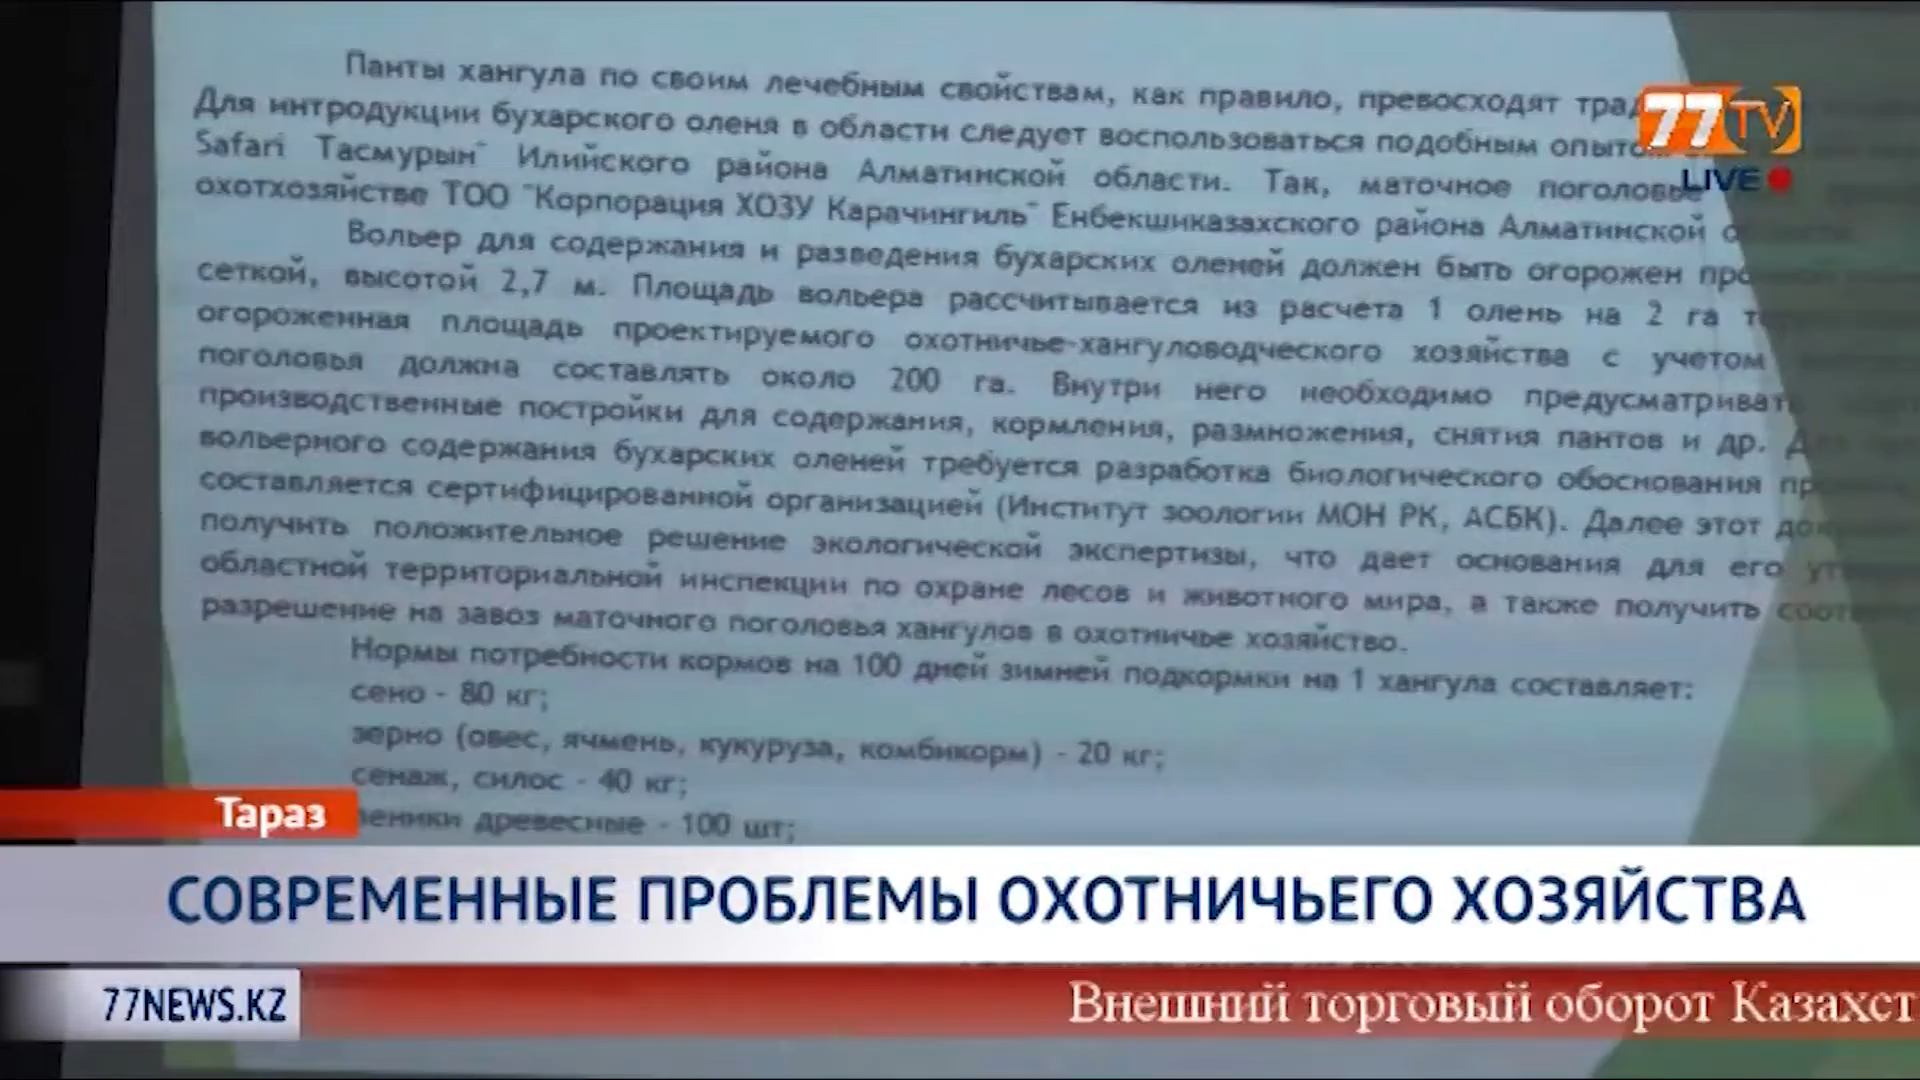 Панты хангула по своим лечебным свойствам, как правило, превосходят
Для интродукции бухарского оленя в области следует воспользоваться подобным
Safari Тасмурын" Илийского района Алматинской области. Так, маточное
охотхозяйстве ТОО "Корпорация ХОЗУ Карачингиль" Енбекшиказахского района Алматинской
Вольер для содержания и разведения бухарских оленей должен быть огорожен
сеткой, высотой 2,7 м. Площадь вольера рассчитывается из расчета 1 олень на 2 га
огороженная площадь проектируемого охотничье-хангуловодческого хозяйства с учетом
поголовья должна составлять около 200 га. Внутри него необходимо предусматривать
производственные постройки для содержания, кормления, размножения, снятия пантов и др.
вольерного содержания бухарских оленей требуется разработка биологического обоснования
составляется сертифицированной организацией (Институт зоологии МОН РК, АСБК). Далее этот
получить положительное решение экологической экспертизы, что дает основания для его
областной территориальной инспекции по охране лесов и животного мира, а также получить
разрешение на завоз маточного поголовья хангулов в охотничье хозяйство.
Нормы потребности кормов на 100 дней зимней подкормки на 1 хангула составляет:
сено - 80 кг;
зерно (овес, ячмень, кукуруза, комбикорм) - 20 кг;
сенаж, силос - 40 кг;
древесные - 100 шт;
77TV
LIVE
Тараз
СОВРЕМЕННЫЕ ПРОБЛЕМЫ ОХОТНИЧЬЕГО ХОЗЯЙСТВА
77NEWS.KZ
Внешний торговый оборот Казахст